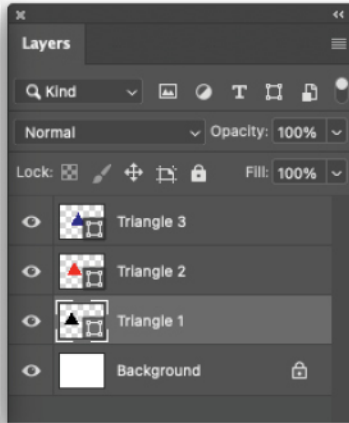 Layers
Kind
Normal
Opacity: 100%
Lock:
Fill: 100%
Triangle 3
Triangle 2
Triangle 1
Background